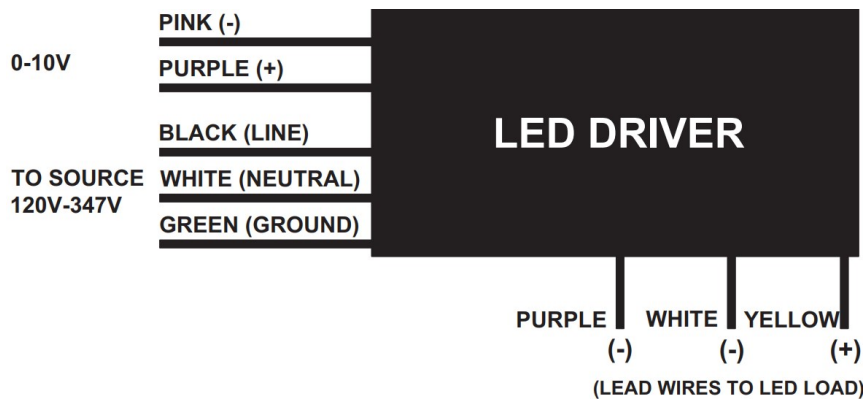 PINK (-)
0-10V
PURPLE (+)
BLACK (LINE)
LED DRIVER
TO SOURCE
120V-347V
WHITE (NEUTRAL)
GREEN (GROUND)
PURPLE WHITE YELLOW
(-) (-) (+)
(LEAD WIRES TO LED LOAD)